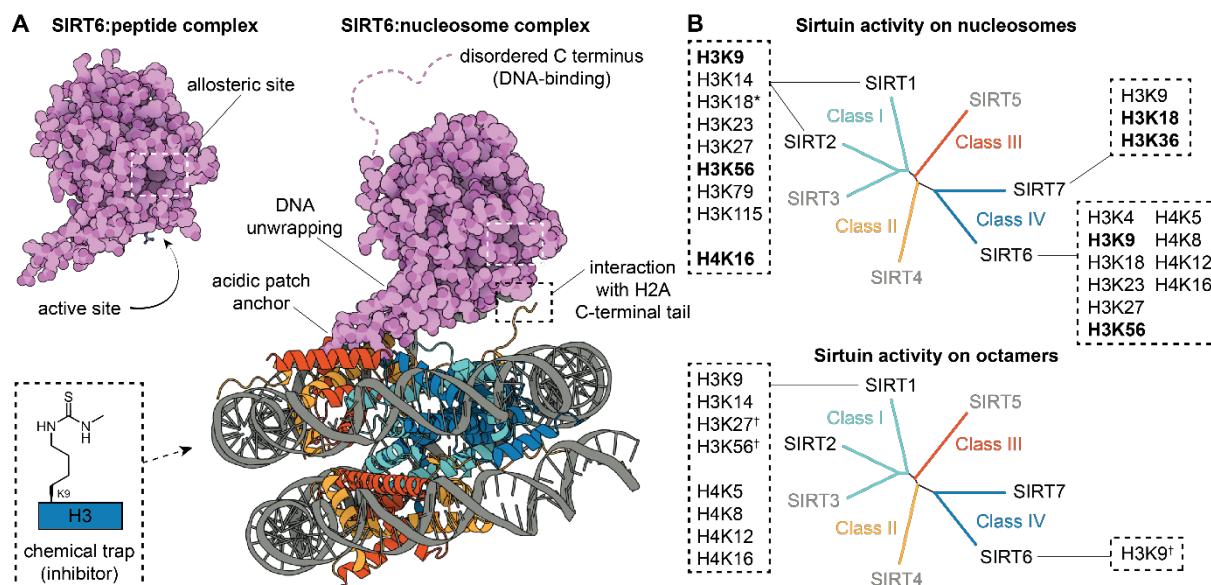 A
SIRT6:peptide complex
allosteric site
active site
SIRT6:nucleosome complex
disordered C terminus
(DNA-binding)
DNA
unwrapping
acidic patch
anchor
interaction
with H2A
C-terminal tail
S
HN
N
H
K9
H3
chemical trap
(inhibitor)
B
Sirtuin activity on nucleosomes
H3K9
H3K14
H3K18*
H3K23
H3K27
H3K56
H3K79
H3K115
H4K16
SIRT1
SIRT2
SIRT3
Class I
SIRT5
Class III
SIRT4
Class II
SIRT7
Class IV
SIRT6
H3K9
H3K18
H3K36
H3K4 H4K5
H3K9 H4K8
H3K18 H4K12
H3K23 H4K16
H3K27
H3K56
Sirtuin activity on octamers
H3K9
H3K14
H3K27†
H3K56†
H4K5
H4K8
H4K12
H4K16
SIRT1
SIRT2
SIRT3
Class I
SIRT5
Class III
SIRT4
Class II
SIRT7
Class IV
SIRT6
H3K9†